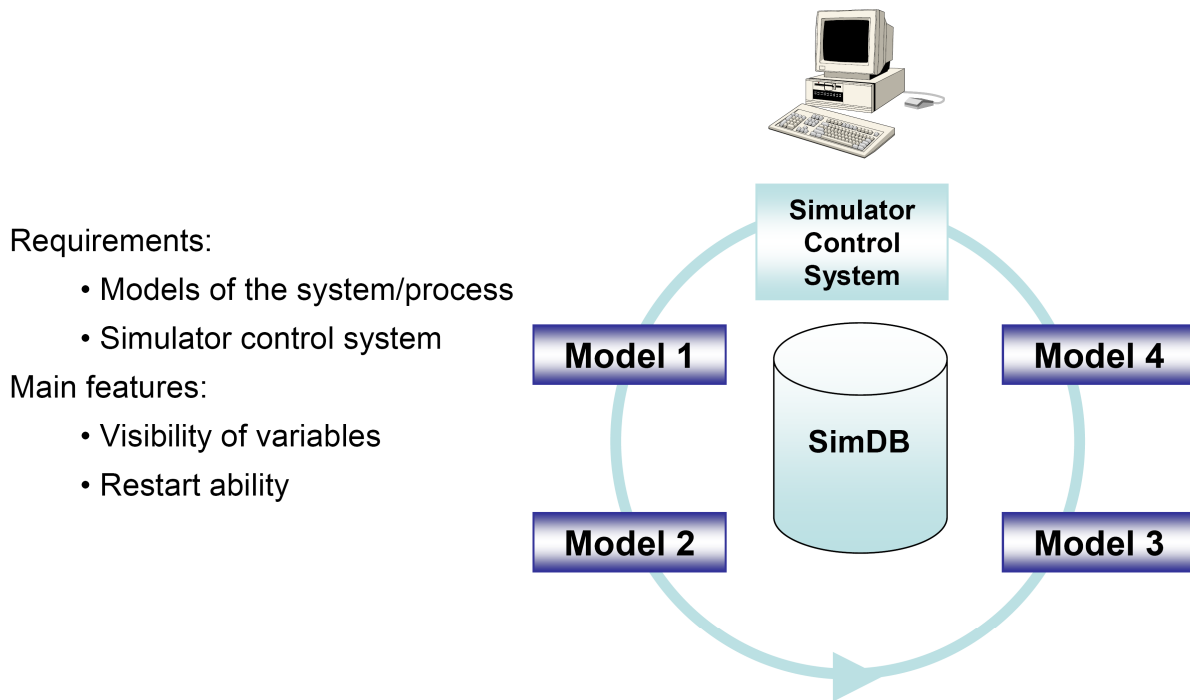 Requirements:
• Models of the system/process
• Simulator control system
Main features:
• Visibility of variables
• Restart ability
Simulator
Control
System
Model 1
Model 4
SimDB
Model 2
Model 3